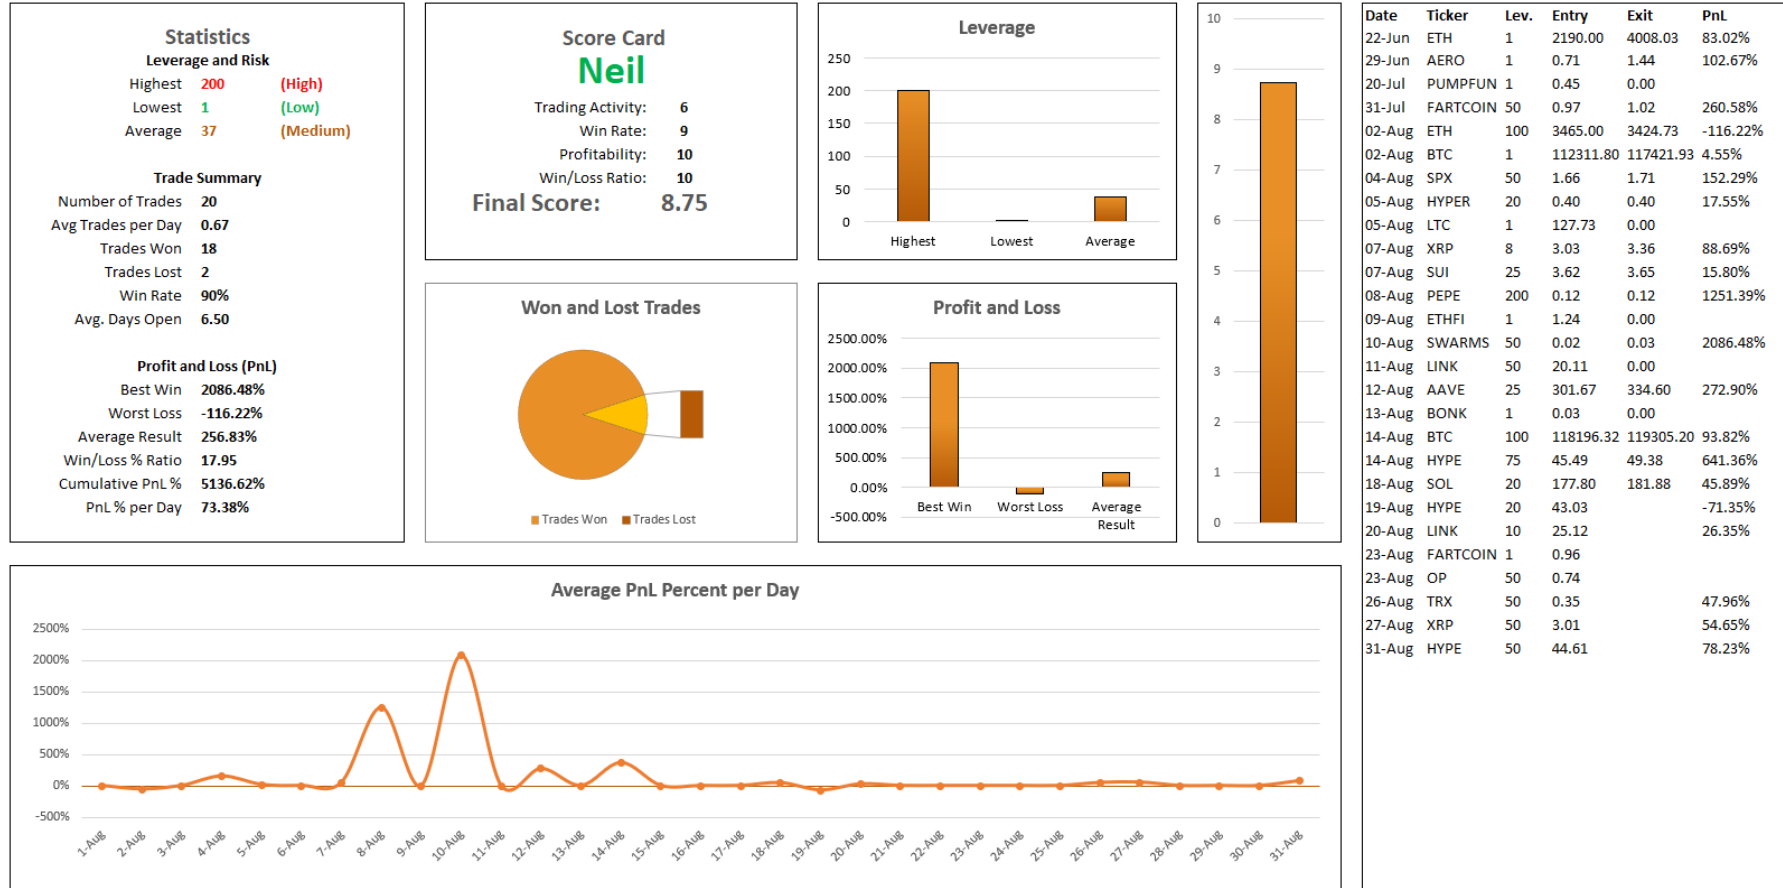 Statistics
Leverage and Risk
Highest 200 (High)
Lowest 1 (Low)
Average 37 (Medium)
Trade Summary
Number of Trades 20
Avg Trades per Day 0.67
Trades Won 18
Trades Lost 2
Win Rate 90%
Avg. Days Open 6.50
Profit and Loss (PnL)
Best Win 2086.48%
Worst Loss -116.22%
Average Result 256.83%
Win/Loss % Ratio 17.95
Cumulative PnL % 5136.62%
PnL % per Day 73.38%
Score Card
Neil
Trading Activity: 6
Win Rate: 9
Profitability: 10
Win/Loss Ratio: 10
Final Score: 8.75
Won and Lost Trades
Trades Won Trades Lost
Leverage
250
200
150
100
50
0
Highest Lowest Average
Profit and Loss
2500.00%
2000.00%
1500.00%
1000.00%
500.00%
0.00%
-500.00%
Best Win Worst Loss Average
Result
10
9
8
7
6
5
4
3
2
1
0
Date Ticker Lev. Entry Exit PnL
22-Jun ETH 1 2190.00 4008.03 83.02%
29-Jun AERO 1 0.71 1.44 102.67%
20-Jul PUMPFUN 1 0.45 0.00
31-Jul FARTCOIN 50 0.97 1.02 260.58%
02-Aug ETH 100 3465.00 3424.73 -116.22%
02-Aug BTC 1 112311.80 117421.93 4.55%
04-Aug SPX 50 1.66 1.71 152.29%
05-Aug HYPER 20 0.40 0.40 17.55%
05-Aug LTC 1 127.73 0.00
07-Aug XRP 8 3.03 3.36 88.69%
07-Aug SUI 25 3.62 3.65 15.80%
08-Aug PEPE 200 0.12 0.12 1251.39%
09-Aug ETHFI 1 1.24 0.00
10-Aug SWARMS 50 0.02 0.03 2086.48%
11-Aug LINK 50 20.11 0.00
12-Aug AAVE 25 301.67 334.60 272.90%
13-Aug BONK 1 0.03 0.00
14-Aug BTC 100 118196.32 119305.20 93.82%
14-Aug HYPE 75 45.49 49.38 641.36%
18-Aug SOL 20 177.80 181.88 45.89%
19-Aug HYPE 20 43.03 -71.35%
20-Aug LINK 10 25.12 26.35%
23-Aug FARTCOIN 1 0.96
23-Aug OP 50 0.74
26-Aug TRX 50 0.35 47.96%
27-Aug XRP 50 3.01 54.65%
31-Aug HYPE 50 44.61 78.23%
Average PnL Percent per Day
2500%
2000%
1500%
1000%
500%
0%
-500%
1-Aug 2-Aug 3-Aug 4-Aug 5-Aug 6-Aug 7-Aug 8-Aug 9-Aug 10-Aug 11-Aug 12-Aug 13-Aug 14-Aug 15-Aug 16-Aug 17-Aug 18-Aug 19-Aug 20-Aug 21-Aug 22-Aug 23-Aug 24-Aug 25-Aug 26-Aug 27-Aug 28-Aug 29-Aug 30-Aug 31-Aug